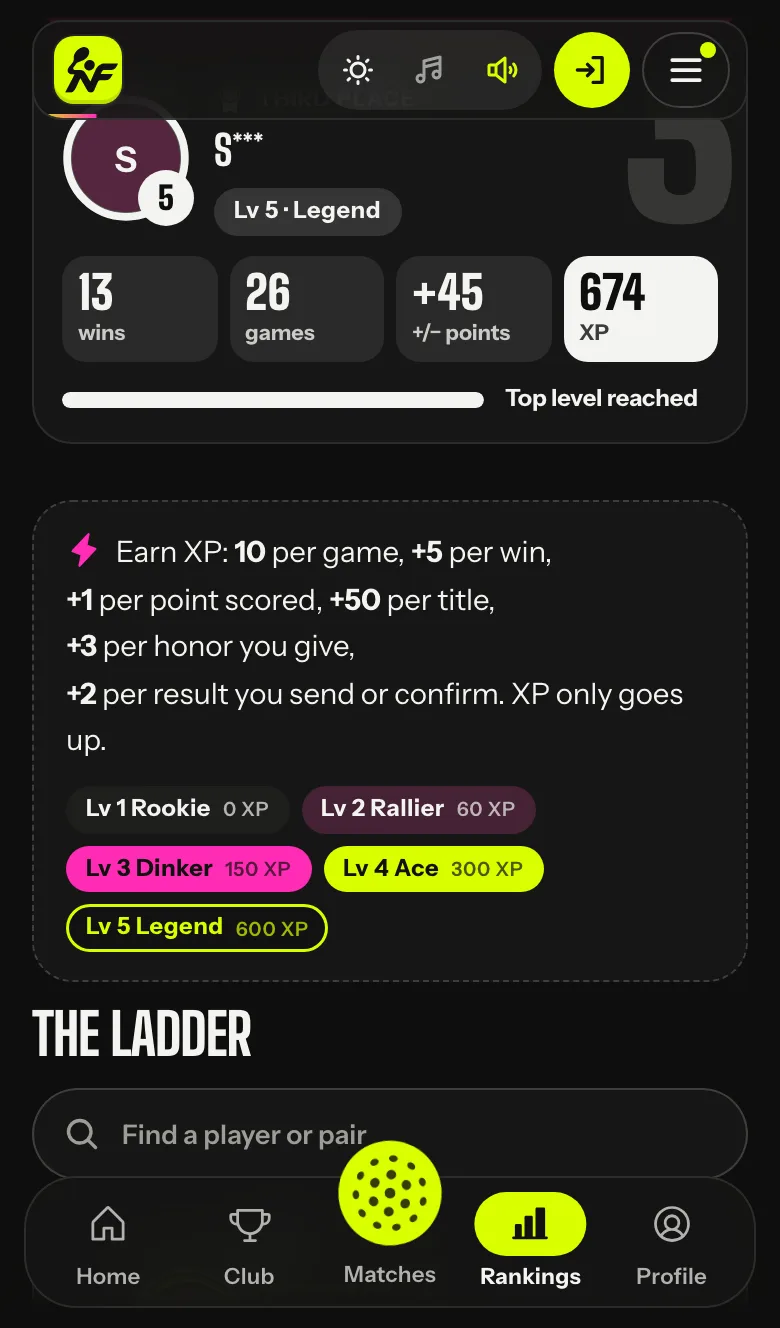 NF
THIRD PLACE
3
S
5
S***
Lv 5 · Legend
13
wins
26
games
+45
+/− points
674
XP
Top level reached
Earn XP: 10 per game, +5 per win,
+1 per point scored, +50 per title,
+3 per honor you give,
+2 per result you send or confirm. XP only goes
up.
Lv 1 Rookie 0 XP
Lv 2 Rallier 60 XP
Lv 3 Dinker 150 XP
Lv 4 Ace 300 XP
Lv 5 Legend 600 XP
THE LADDER
Find a player or pair
Home
Club
Matches
Rankings
Profile